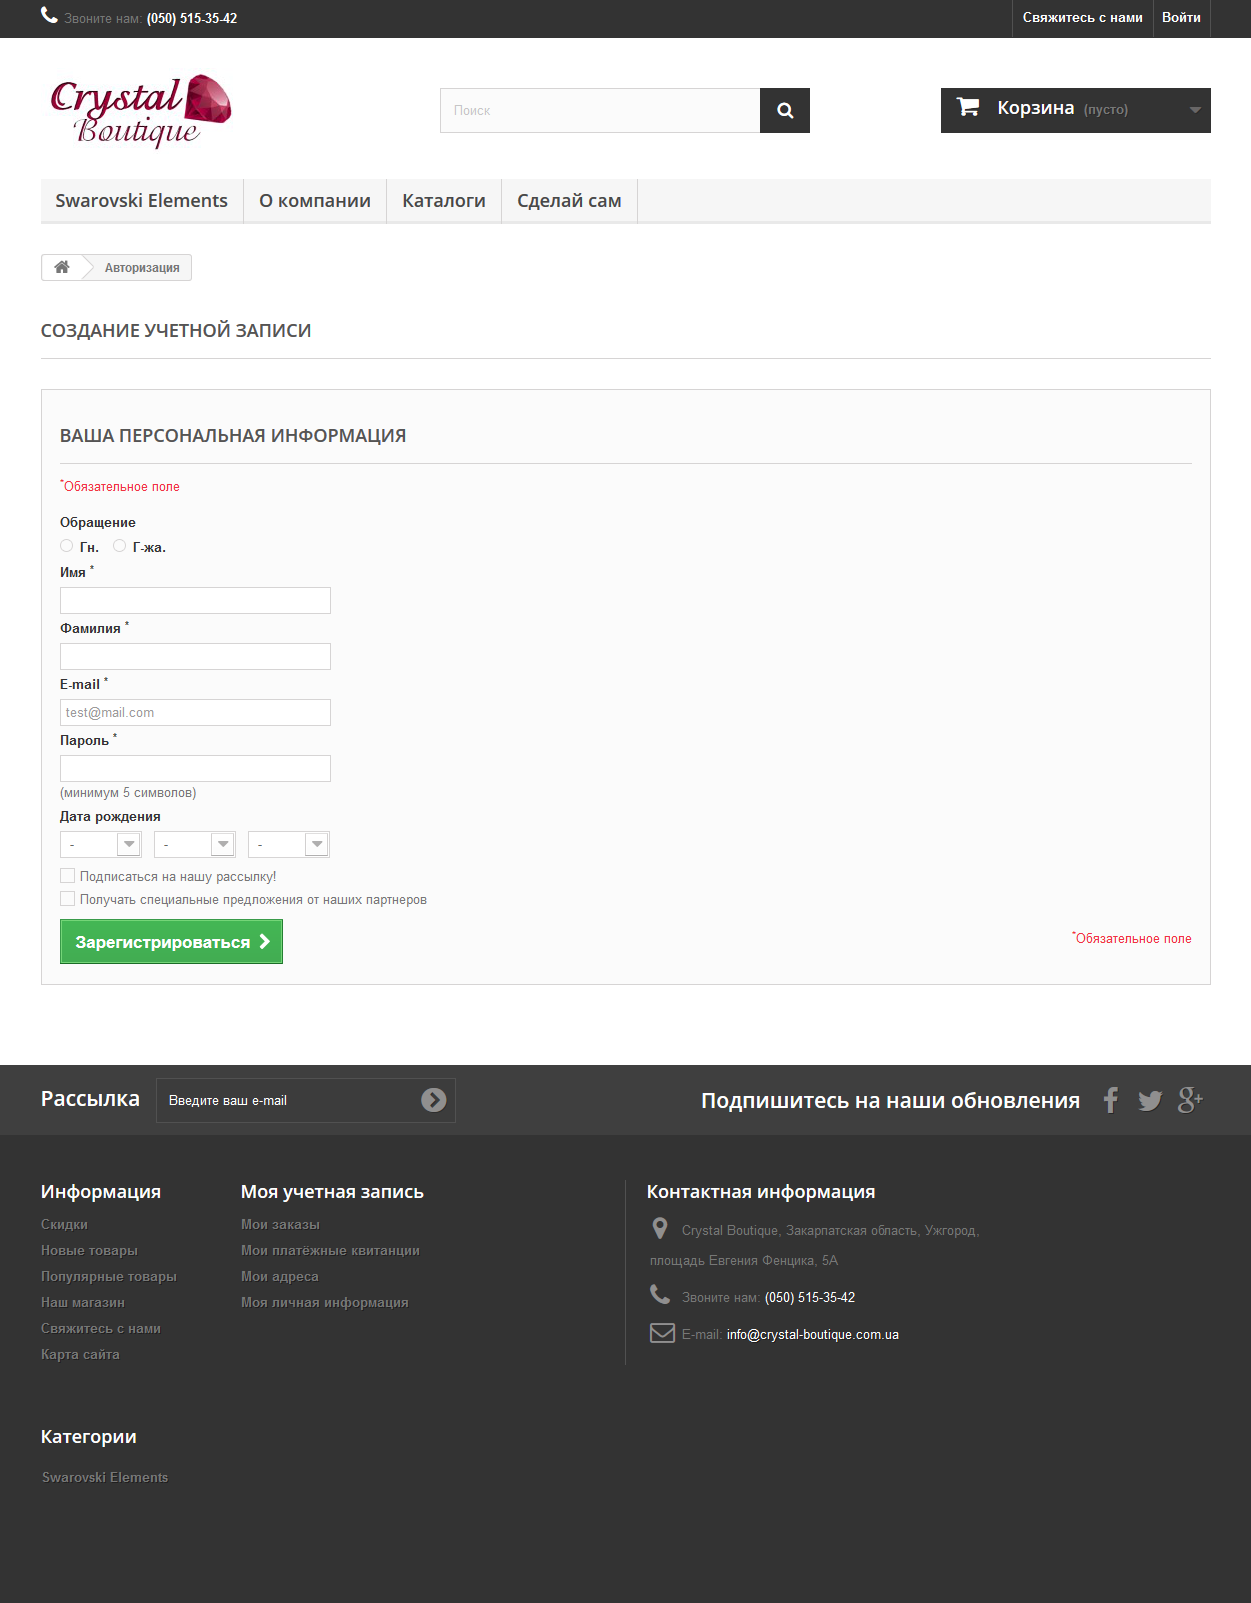 Звоните нам: (050) 515-35-42
Свяжитесь с нами
Войти
Crystal
Boutique
Поиск
Корзина (пусто)
Swarovski Elements
О компании
Каталоги
Сделай сам
Авторизация
СОЗДАНИЕ УЧЕТНОЙ ЗАПИСИ
ВАША ПЕРСОНАЛЬНАЯ ИНФОРМАЦИЯ
*Обязательное поле
Обращение
Гн.
Г-жа.
Имя *
Фамилия *
E-mail *
test@mail.com
Пароль *
(минимум 5 символов)
Дата рождения
-
-
-
Подписаться на нашу рассылку!
Получать специальные предложения от наших партнеров
Зарегистрироваться
*Обязательное поле
Рассылка
Введите ваш e-mail
Подпишитесь на наши обновления
Информация
Скидки
Новые товары
Популярные товары
Наш магазин
Свяжитесь с нами
Карта сайта
Моя учетная запись
Мои заказы
Мои платёжные квитанции
Мои адреса
Моя личная информация
Контактная информация
Crystal Boutique, Закарпатская область, Ужгород,
площадь Евгения Фенцика, 5А
Звоните нам: (050) 515-35-42
E-mail: info@crystal-boutique.com.ua
Категории
Swarovski Elements